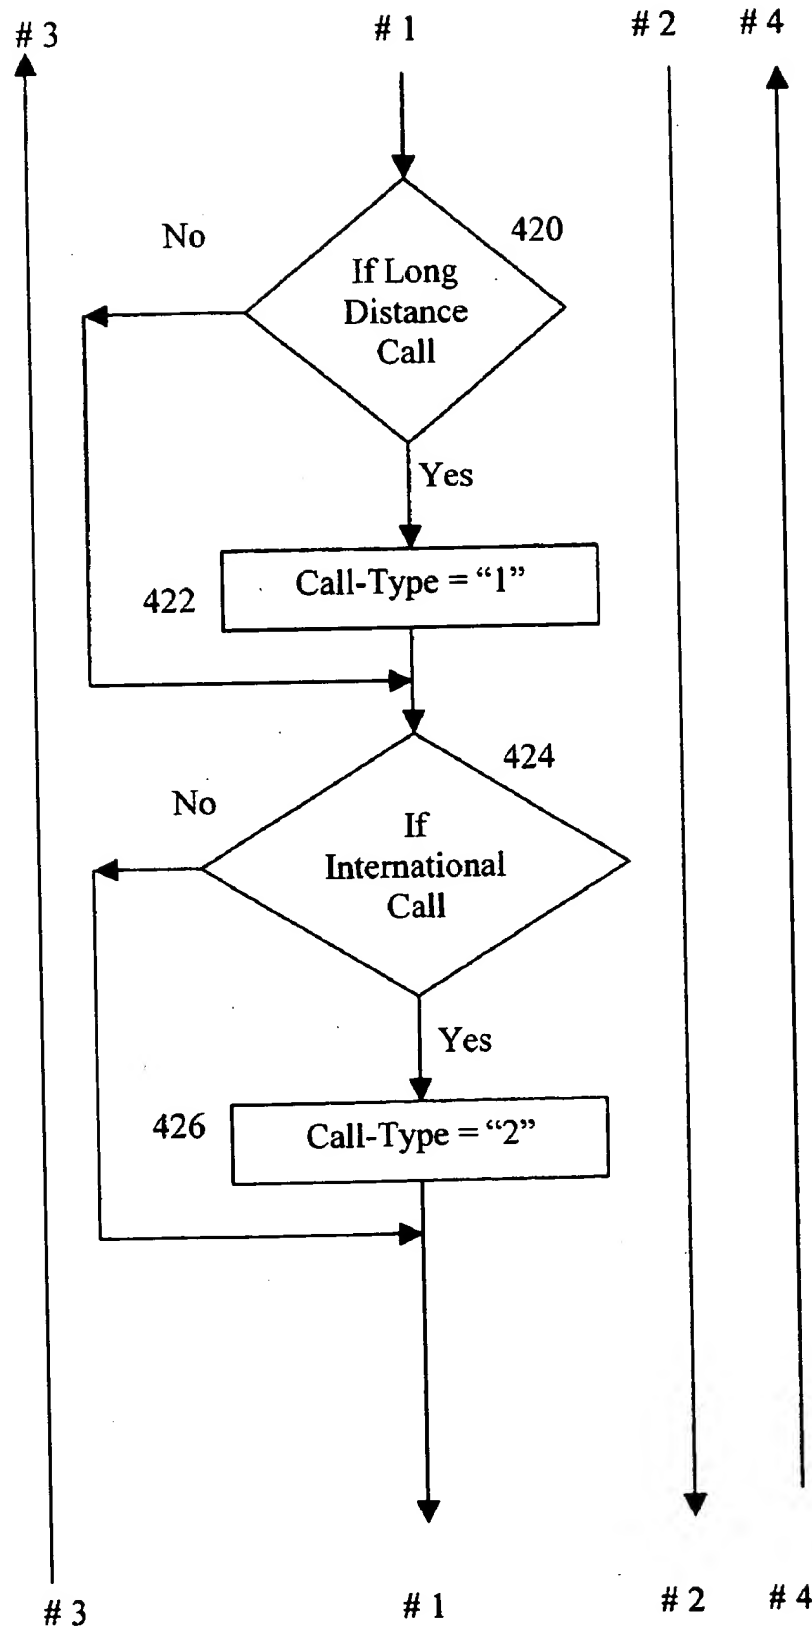 # 3 # 1 # 2 # 4
420
No
If Long
Distance
Call
Yes
Call-Type = “1”
422
424
No
If
International
Call
Yes
426
Call-Type = “2”
# 3 # 1 # 2 # 4